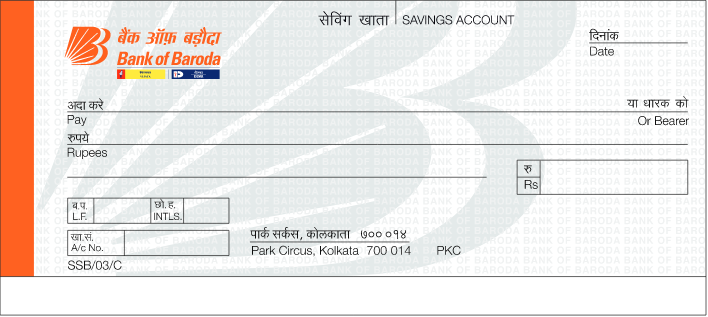 सेविंग खाता | SAVINGS ACCOUNT
बैंक ऑफ़ बड़ौदा
Bank of Baroda
दिनांक
Date
अदा करे
या धारक को
Pay
Or Bearer
रुपये
Rupees
रु
Rs
ब.प.
छो.ह.
L.F.
INTLS.
खा.सं.
A/c No.
पार्क सर्कस, कोलकाता ७०० ०१४
Park Circus, Kolkata 700 014 PKC
SSB/03/C